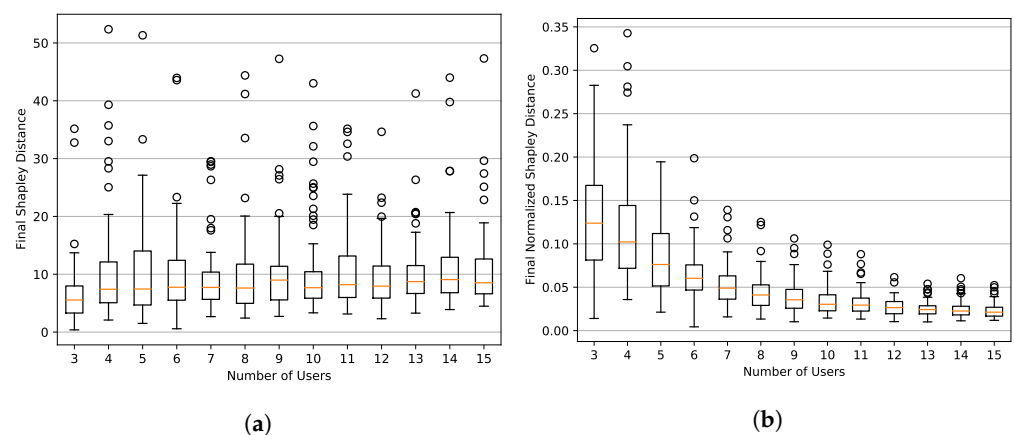 50
40
30
20
10
0
Final Shapley Distance
3 4 5 6 7 8 9 10 11 12 13 14 15
Number of Users
(a)
0.35
0.30
0.25
0.20
0.15
0.10
0.05
0.00
Final Normalized Shapley Distance
3 4 5 6 7 8 9 10 11 12 13 14 15
Number of Users
(b)